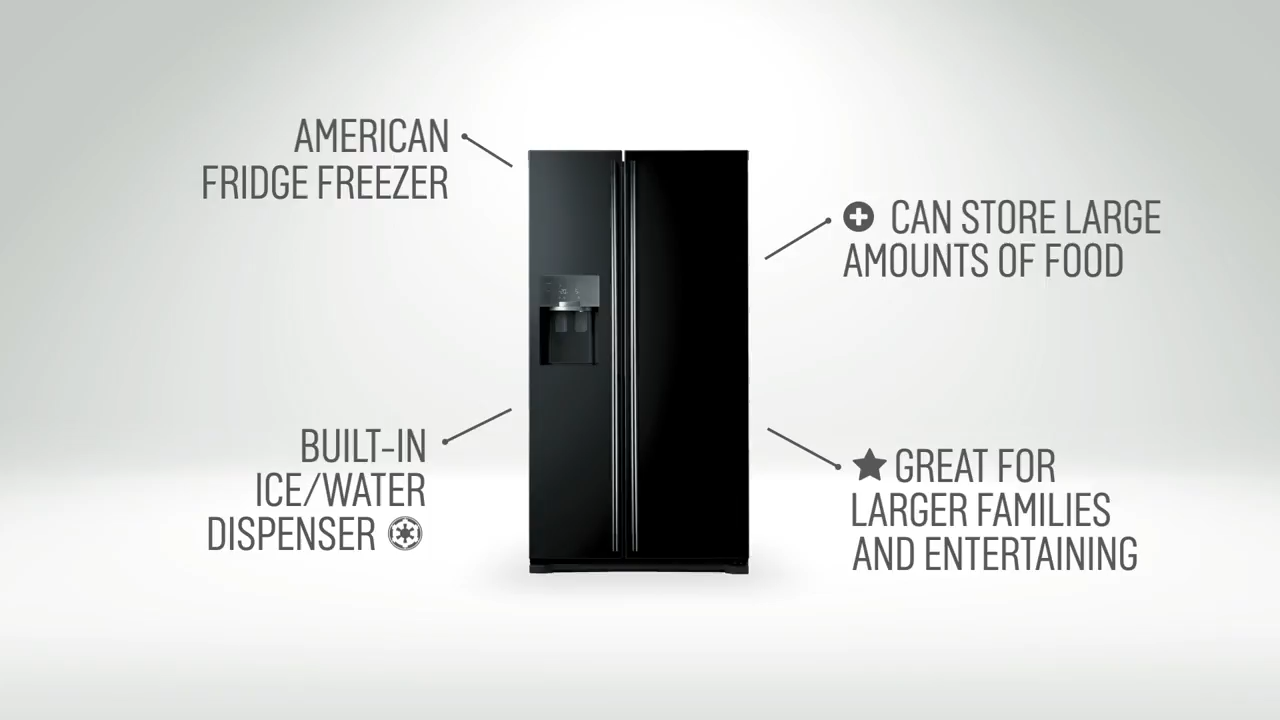 AMERICAN
FRIDGE FREEZER
CAN STORE LARGE
AMOUNTS OF FOOD
BUILT-IN
ICE/WATER
DISPENSER
GREAT FOR
LARGER FAMILIES
AND ENTERTAINING